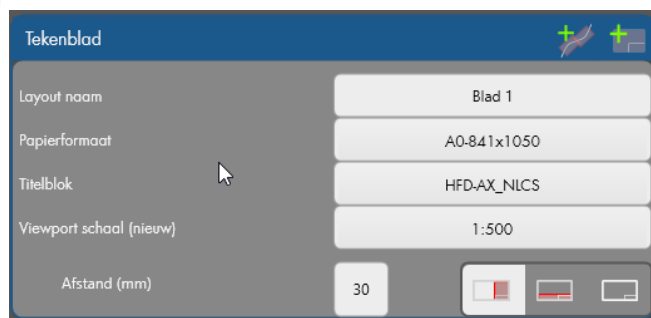 Tekenblad
Layout naam Blad 1
Papierformaat A0-841x1050
Titelblok HFD-AX_NLCS
Viewport schaal (nieuw) 1:500
Afstand (mm) 30